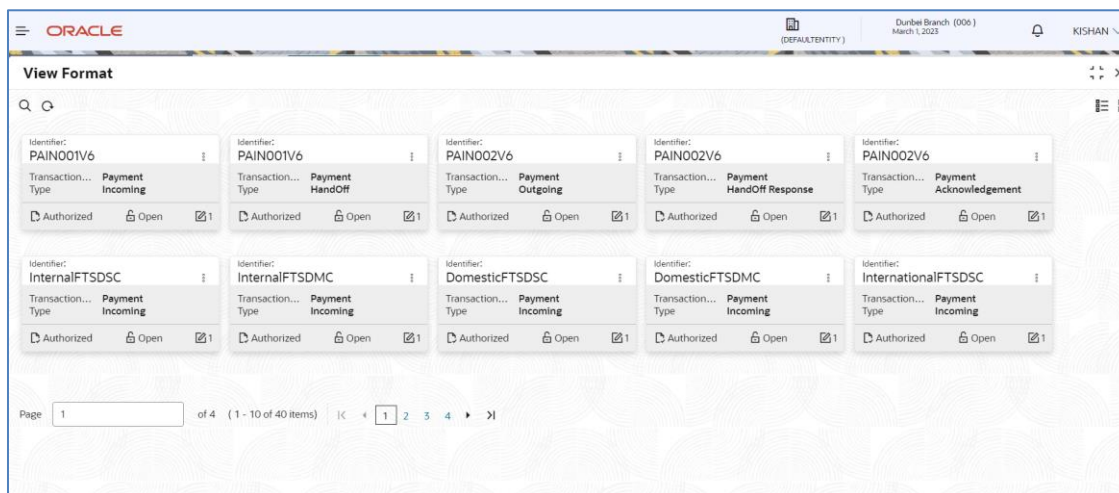 ORACLE
(DEFAULTENTITY)
Dunbei Branch (006)
March 1, 2023
KISHAN
View Format
Identifier: Identifier: Identifier: Identifier: Identifier:
PAIN001V6 PAIN001V6 PAIN002V6 PAIN002V6 PAIN002V6
Transaction... Payment Transaction... Payment Transaction... Payment Transaction... Payment Transaction... Payment
Type Incoming Type HandOff Type Outgoing Type HandOff Response Type Acknowledgement
Authorized Open 1 Authorized Open 1 Authorized Open 1 Authorized Open 1 Authorized Open 1
Identifier: Identifier: Identifier: Identifier: Identifier:
InternalFTSDSC InternalFTSDMC DomesticFTSDSC DomesticFTSDMC InternationalFTSDSC
Transaction... Payment Transaction... Payment Transaction... Payment Transaction... Payment Transaction... Payment
Type Incoming Type Incoming Type Incoming Type Incoming Type Incoming
Authorized Open 1 Authorized Open 1 Authorized Open 1 Authorized Open 1 Authorized Open 1
Page 1 of 4 (1 - 10 of 40 items) 1 2 3 4